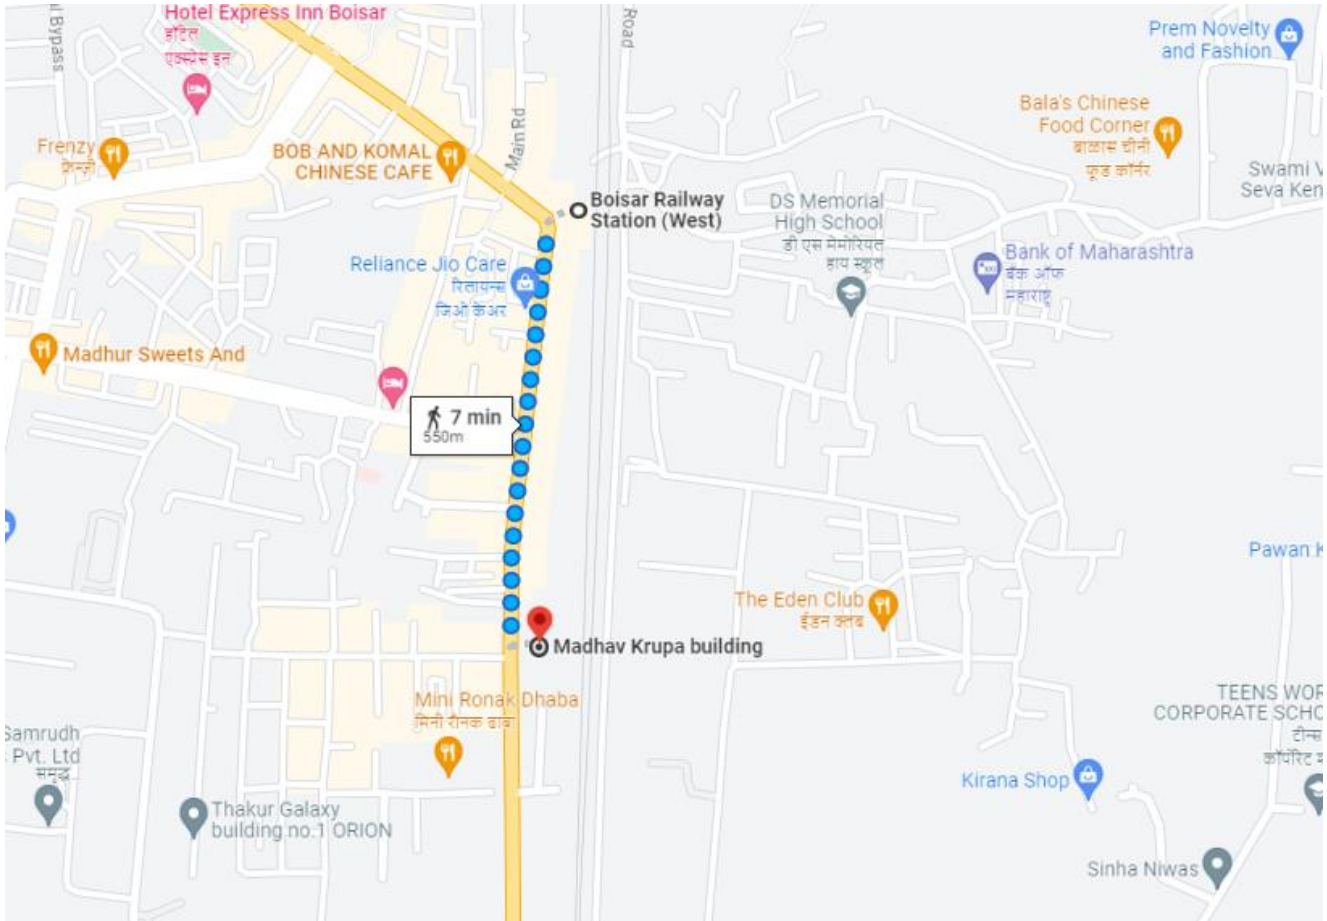 Hotel Express Inn Boisar
हॉटेल
एक्स्प्रेस इन
Bypass
Road
Main Rd
Prem Novelty
and Fashion
Bala's Chinese
Food Corner
बाळास चीनी
फूड कॉर्नर
Frenzy
फ्रेन्ज़ी
BOB AND KOMAL
CHINESE CAFE
Swami V
Seva Ken
Boisar Railway
Station (West)
DS Memorial
High School
डी एस मेमोरियल
हाय स्कूल
Bank of Maharashtra
बँक ऑफ
महाराष्ट्र
Reliance Jio Care
रिलायन्स
जिओ केअर
Madhur Sweets And
7 min
550m
Pawan K
The Eden Club
ईडन क्लब
Madhav Krupa building
Mini Ronak Dhaba
मिनी रौनक ढाबा
TEENS WOR
CORPORATE SCHO
टीन्स
कॉर्पोरेट
Samrudh
Pvt. Ltd
समृद्ध...
Kirana Shop
Thakur Galaxy
building no.1 ORION
Sinha Niwas